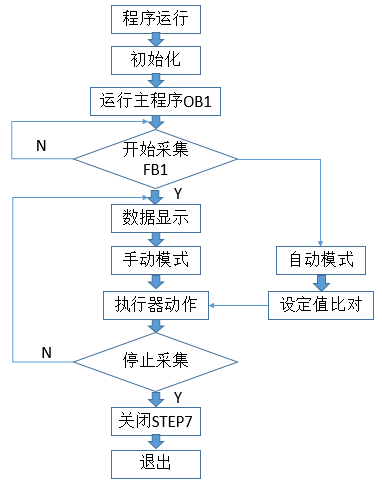 程序运行
初始化
运行主程序OB1
N
开始采集
FB1
Y
数据显示
手动模式
自动模式
执行器动作
设定值比对
N
停止采集
Y
关闭STEP7
退出